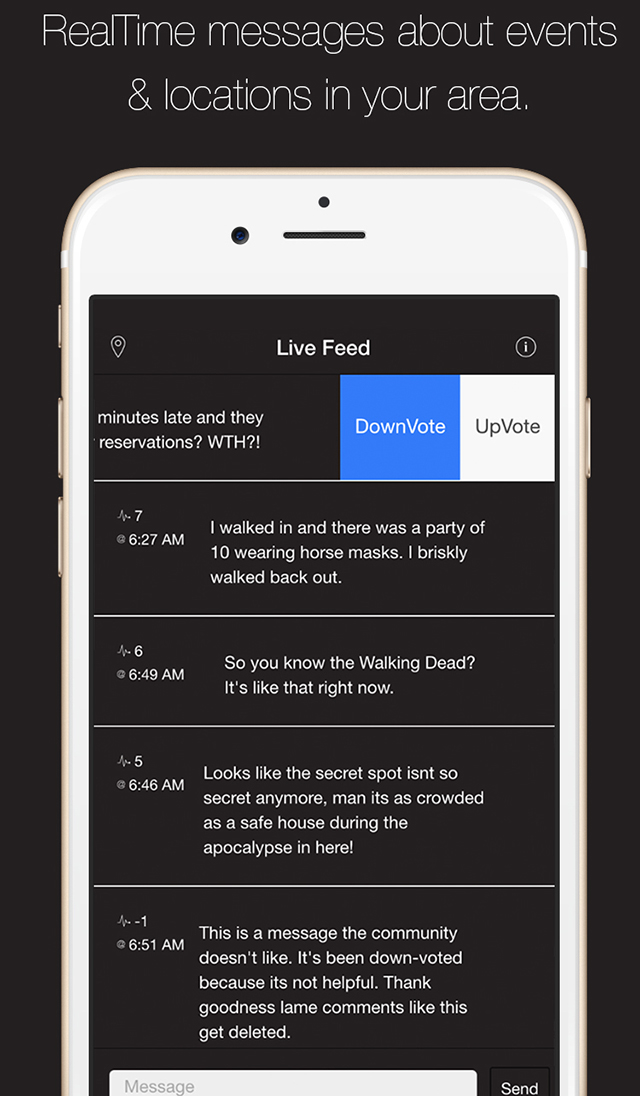 RealTime messages about events
& locations in your area.
Live Feed
minutes late and they
reservations? WTH?!
DownVote
UpVote
7
@ 6:27 AM
I walked in and there was a party of
10 wearing horse masks. I briskly
walked back out.
6
@ 6:49 AM
So you know the Walking Dead?
It's like that right now.
5
@ 6:46 AM
Looks like the secret spot isnt so
secret anymore, man its as crowded
as a safe house during the
apocalypse in here!
-1
@ 6:51 AM
This is a message the community
doesn't like. It's been down-voted
because its not helpful. Thank
goodness lame comments like this
get deleted.
Message
Send